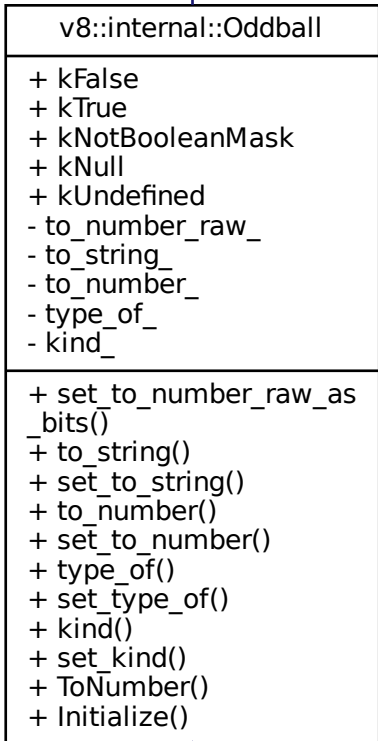 v8::internal::Oddball
+ kFalse
+ kTrue
+ kNotBooleanMask
+ kNull
+ kUndefined
- to_number_raw_
- to_string_
- to_number_
- type_of_
- kind_
+ set_to_number_raw_as
_bits()
+ to_string()
+ set_to_string()
+ to_number()
+ set_to_number()
+ type_of()
+ set_type_of()
+ kind()
+ set_kind()
+ ToNumber()
+ Initialize()